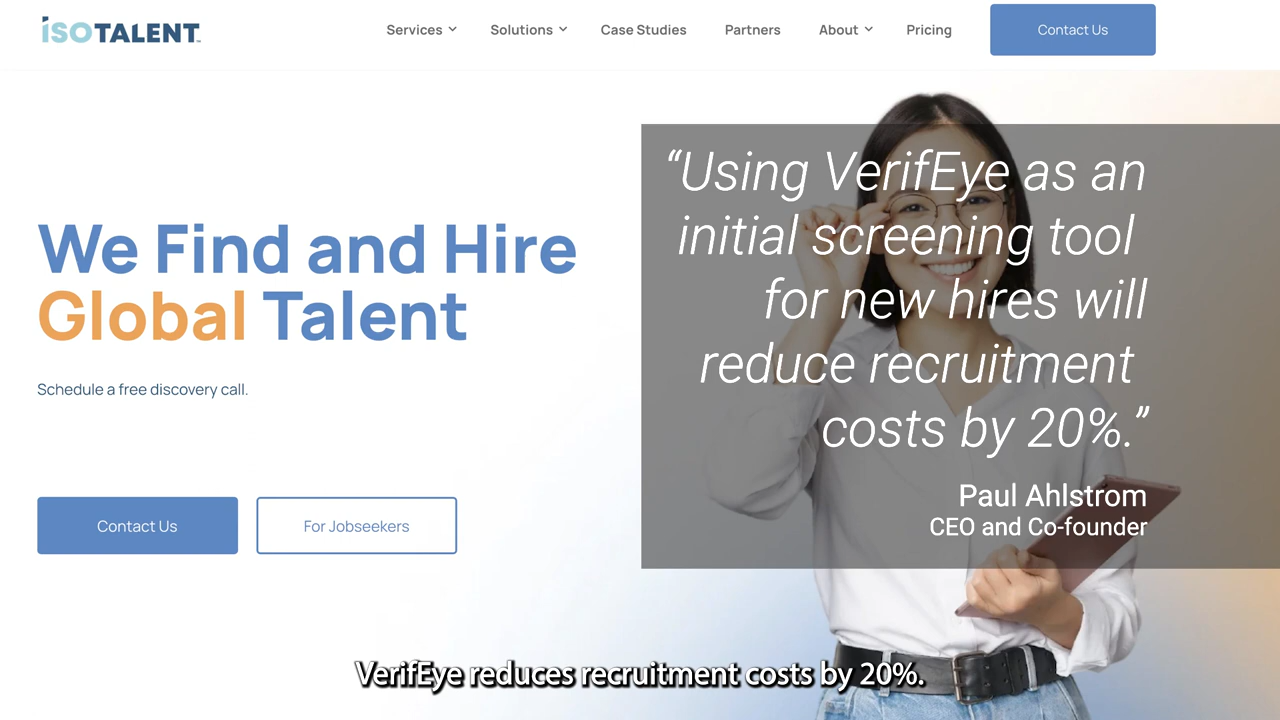 ISOTALENT™
Services
Solutions
Case Studies
Partners
About
Pricing
Contact Us
We Find and Hire
Global Talent
Schedule a free discovery call.
Contact Us
For Jobseekers
“Using VerifEye as an
initial screening tool
for new hires will
reduce recruitment
costs by 20%.”
Paul Ahlstrom
CEO and Co-founder
VerifEye reduces recruitment costs by 20%.